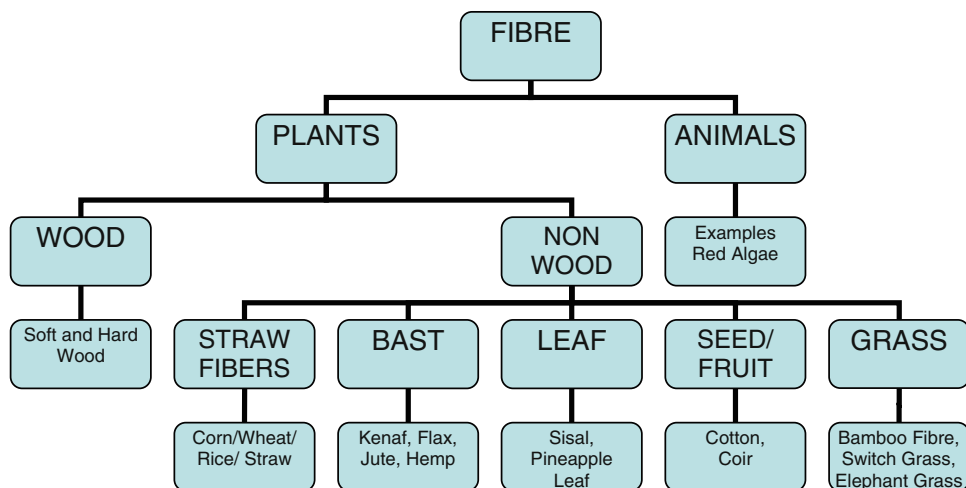 FIBRE
PLANTS
ANIMALS
WOOD
NON
WOOD
Examples
Red Algae
Soft and Hard
Wood
STRAW
FIBERS
BAST
LEAF
SEED/
FRUIT
GRASS
Corn/Wheat/
Rice/ Straw
Kenaf, Flax,
Jute, Hemp
Sisal,
Pineapple
Leaf
Cotton,
Coir
Bamboo Fibre,
Switch Grass,
Elephant Grass,